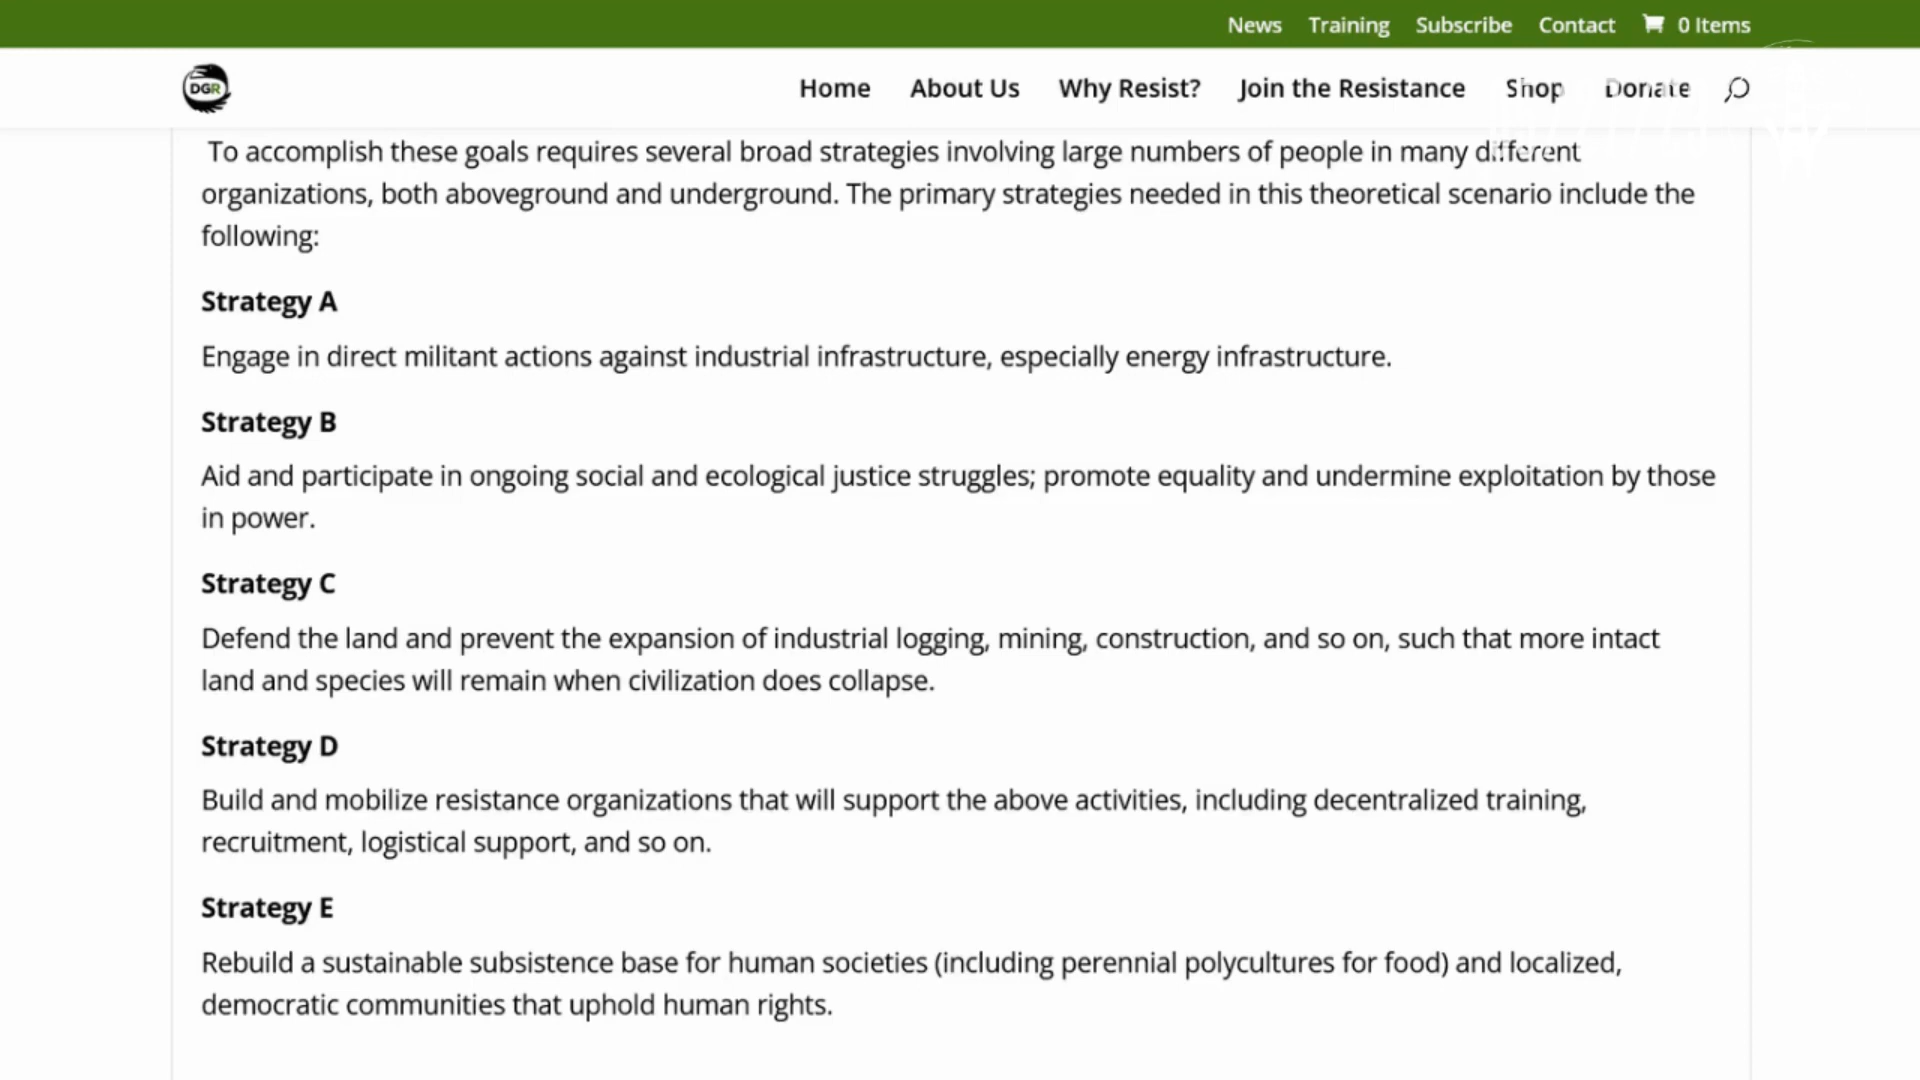 News Training Subscribe Contact 0 Items
DGR
Home About Us Why Resist? Join the Resistance Shop Donate
To accomplish these goals requires several broad strategies involving large numbers of people in many different
organizations, both aboveground and underground. The primary strategies needed in this theoretical scenario include the
following:
Strategy A
Engage in direct militant actions against industrial infrastructure, especially energy infrastructure.
Strategy B
Aid and participate in ongoing social and ecological justice struggles; promote equality and undermine exploitation by those
in power.
Strategy C
Defend the land and prevent the expansion of industrial logging, mining, construction, and so on, such that more intact
land and species will remain when civilization does collapse.
Strategy D
Build and mobilize resistance organizations that will support the above activities, including decentralized training,
recruitment, logistical support, and so on.
Strategy E
Rebuild a sustainable subsistence base for human societies (including perennial polycultures for food) and localized,
democratic communities that uphold human rights.